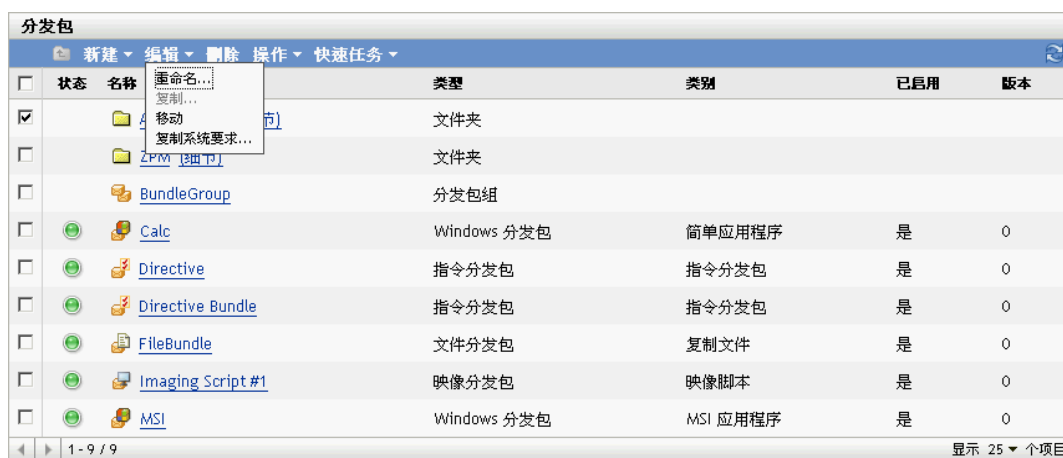 分发包
新建 编辑 删除 操作 快速任务
状态 名称 类型 类别 已启用 版本
重命名...
复制...
移动
复制系统要求...
文件夹
ZPM (细节) 文件夹
BundleGroup 分发包组
Calc Windows 分发包 简单应用程序 是 0
Directive 指令分发包 指令分发包 是 0
Directive Bundle 指令分发包 指令分发包 是 0
FileBundle 文件分发包 复制文件 是 0
Imaging Script #1 映像分发包 映像脚本 是 0
MSI Windows 分发包 MSI 应用程序 是 0
1 - 9 / 9 显示 25 个项目